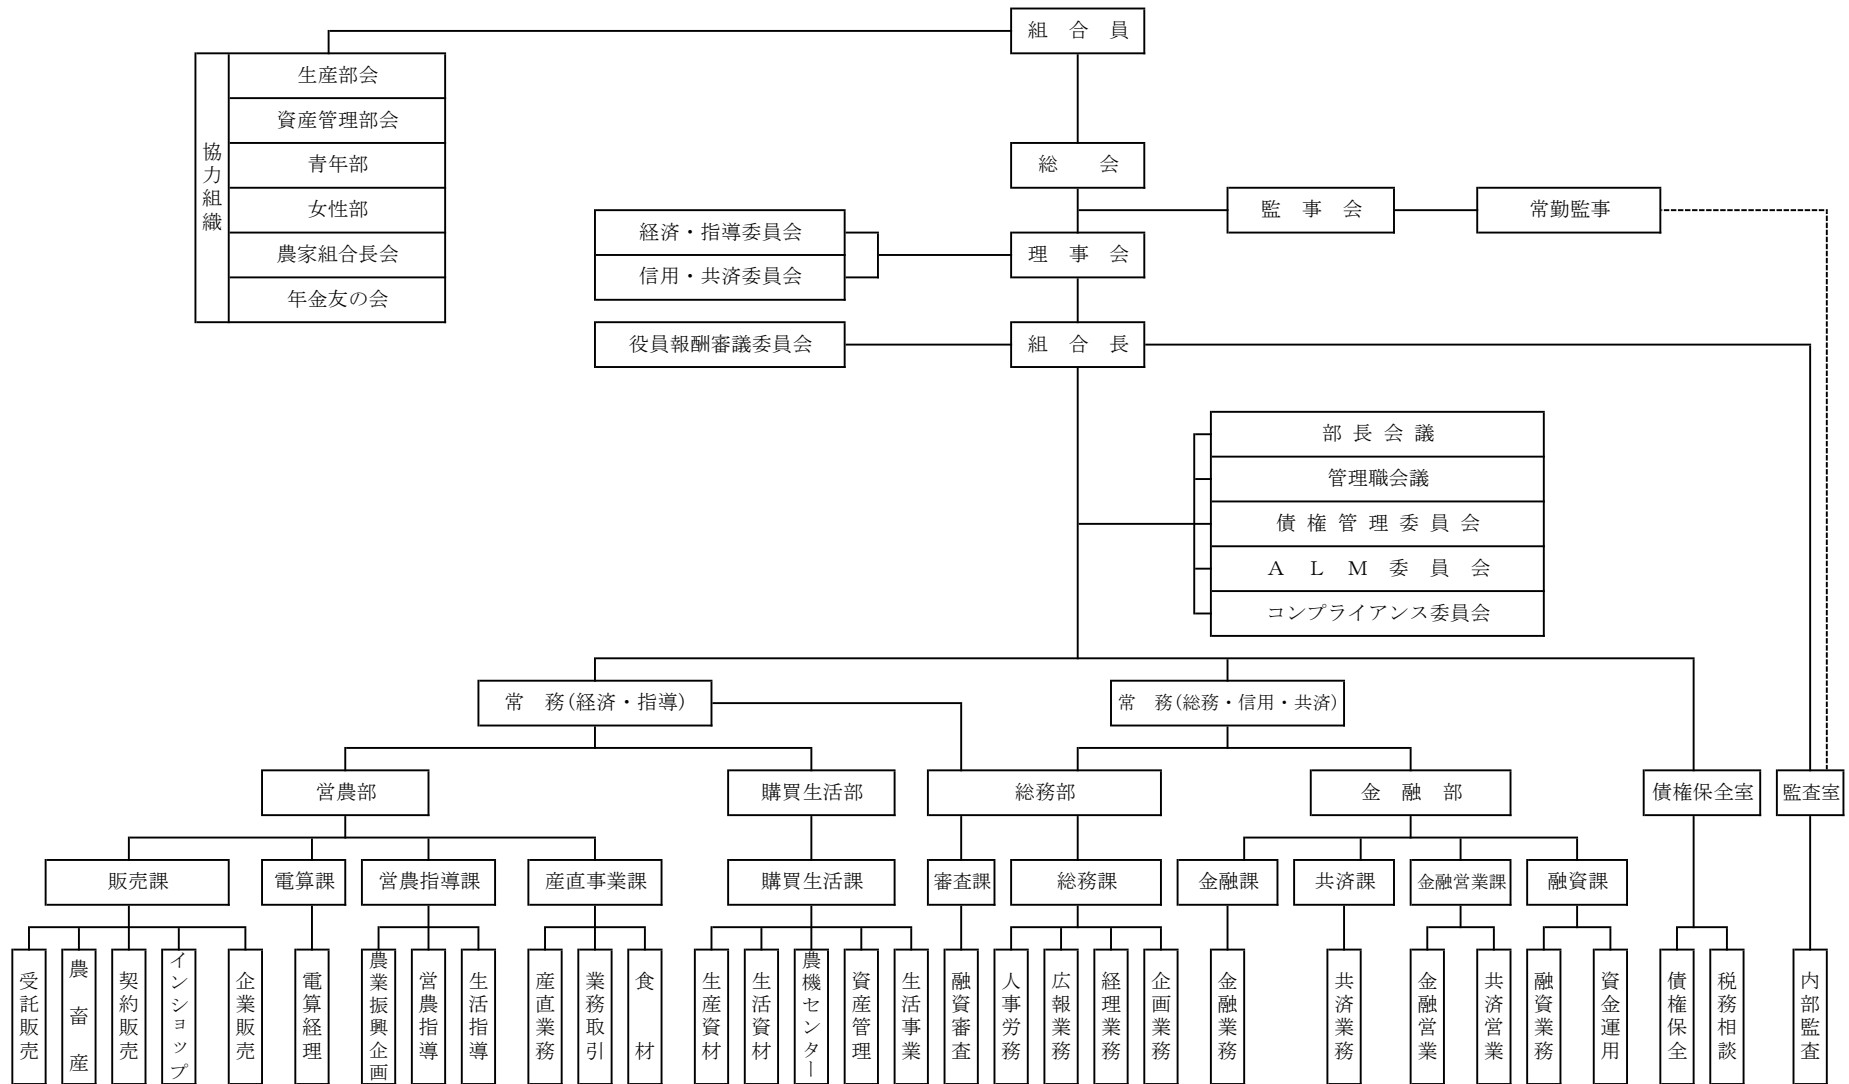 組　合　員
協力組織
生産部会
資産管理部会
青年部
女性部
農家組合長会
年金友の会
総　　会
監　事　会
常勤監事
経済・指導委員会
信用・共済委員会
理　事　会
役員報酬審議委員会
組　合　長
部 長 会 議
管理職会議
債 権 管 理 委 員 会
Ａ　Ｌ　Ｍ　委　員　会
コンプライアンス委員会
常　務(経済・指導)
常　務(総務・信用・共済)
営農部
購買生活部
総務部
金　融　部
債権保全室
監査室
販売課
電算課
営農指導課
産直事業課
購買生活課
審査課
総務課
金融課
共済課
金融営業課
融資課
受託販売
農　畜　産
契約販売
インショップ
企業販売
電算経理
農業振興企画
営農指導
生活指導
産直業務
業務取引
食　　材
生産資材
生活資材
農機センター
資産管理
生活事業
融資審査
人事労務
広報業務
経理業務
企画業務
金融業務
共済業務
金融営業
共済営業
融資業務
資金運用
債権保全
税務相談
内部監査